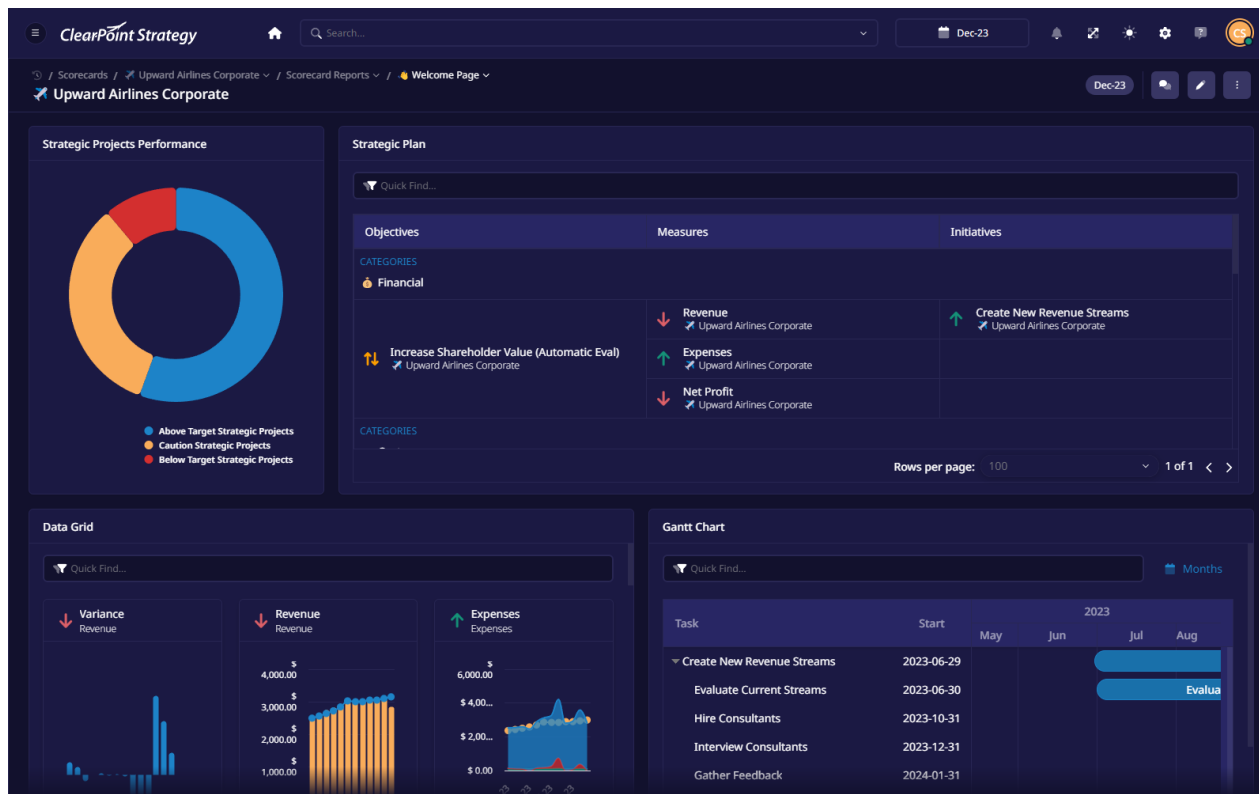 ClearPoint Strategy
Search...
Dec-23
CS
/ Scorecards / Upward Airlines Corporate / Scorecard Reports / Welcome Page
Upward Airlines Corporate
Dec-23
Strategic Projects Performance
Above Target Strategic Projects
Caution Strategic Projects
Below Target Strategic Projects
Strategic Plan
Quick Find...
Objectives Measures Initiatives
CATEGORIES
Financial
Increase Shareholder Value (Automatic Eval)
Upward Airlines Corporate
Revenue
Upward Airlines Corporate
Create New Revenue Streams
Upward Airlines Corporate
Expenses
Upward Airlines Corporate
Net Profit
Upward Airlines Corporate
CATEGORIES
Rows per page: 100 1 of 1
Data Grid
Quick Find...
Variance
Revenue
Revenue
Revenue
$
4,000.00
$
3,000.00
$
2,000.00
$
1,000.00
Expenses
Expenses
$
6,000.00
$ 4,00...
$ 2,00...
$ 0.00
23 23 23 23
Gantt Chart
Quick Find...
Months
Task Start 2023
May Jun Jul Aug
Create New Revenue Streams 2023-06-29
Evaluate Current Streams 2023-06-30 Evalua
Hire Consultants 2023-10-31
Interview Consultants 2023-12-31
Gather Feedback 2024-01-31